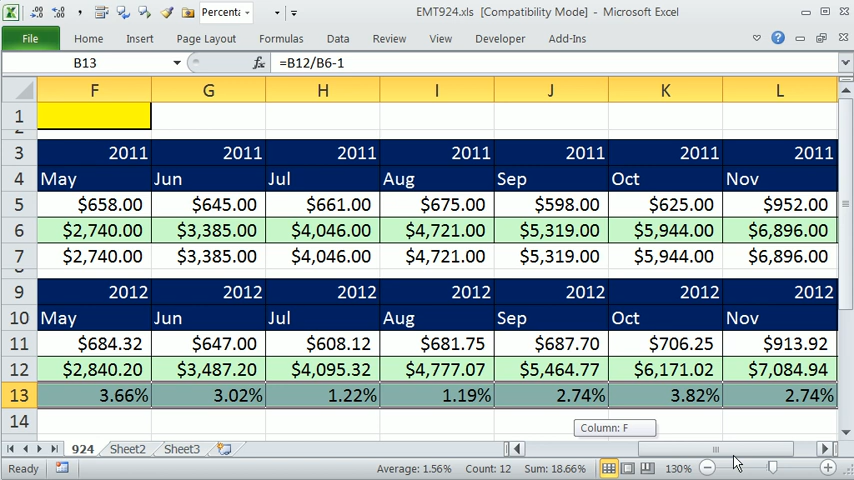 Percenta
EMT924.xls [Compatibility Mode] - Microsoft Excel
File Home Insert Page Layout Formulas Data Review View Developer Add-Ins
B13 fx =B12/B6-1
F G H I J K L
1
2
3 2011 2011 2011 2011 2011 2011 2011
4 May Jun Jul Aug Sep Oct Nov
5 $658.00 $645.00 $661.00 $675.00 $598.00 $625.00 $952.00
6 $2,740.00 $3,385.00 $4,046.00 $4,721.00 $5,319.00 $5,944.00 $6,896.00
7 $2,740.00 $3,385.00 $4,046.00 $4,721.00 $5,319.00 $5,944.00 $6,896.00
8
9 2012 2012 2012 2012 2012 2012 2012
10 May Jun Jul Aug Sep Oct Nov
11 $684.32 $647.00 $608.12 $681.75 $687.70 $706.25 $913.92
12 $2,840.20 $3,487.20 $4,095.32 $4,777.07 $5,464.77 $6,171.02 $7,084.94
13 3.66% 3.02% 1.22% 1.19% 2.74% 3.82% 2.74%
14
Column: F
924 Sheet2 Sheet3
Ready Average: 1.56% Count: 12 Sum: 18.66% 130%